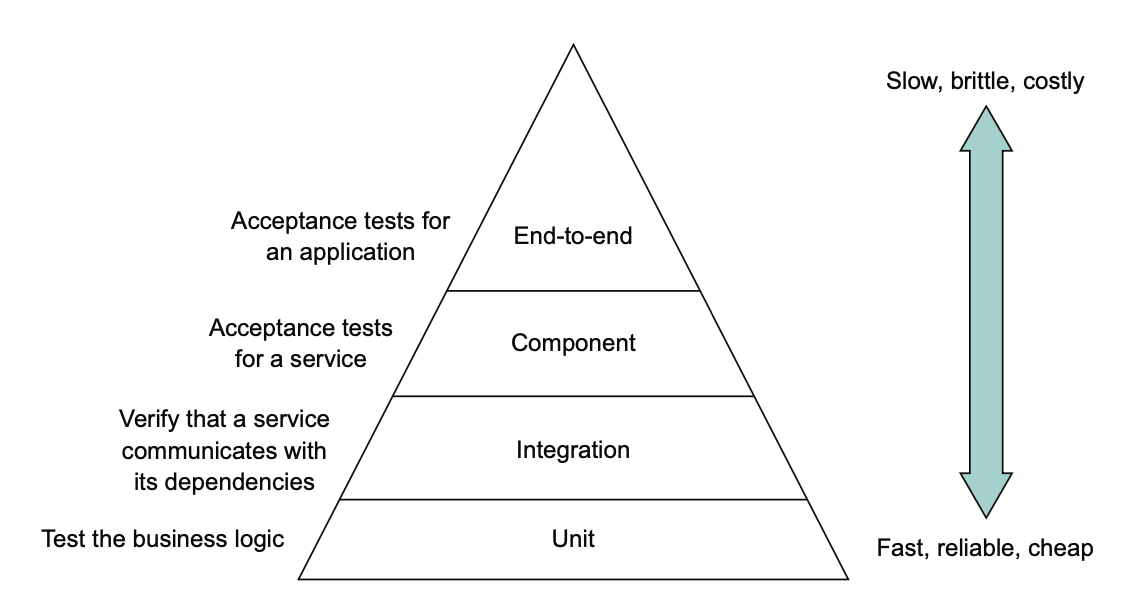 Slow, brittle, costly
Acceptance tests for
an application
End-to-end
Acceptance tests
for a service
Component
Verify that a service
communicates with
its dependencies
Integration
Test the business logic
Unit
Fast, reliable, cheap